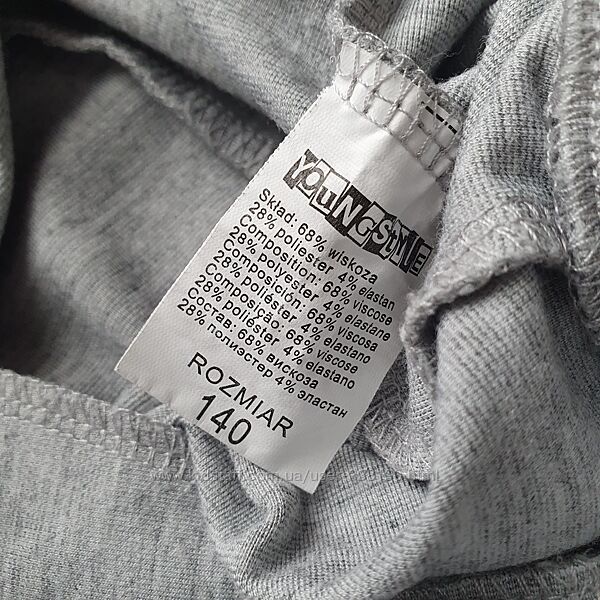 YOUNGSTYLE
Skład: 68% wiskoza
28% poliester 4% elastan
Composition: 68% viscose
28% polyester 4% elastane
Composición: 68% viscosa
28% poliéster 4% elastano
Composição: 68% viscose
28% poliéster 4% elastano
Состав: 68% вискоза
28% полиэстер 4% эластан
ROZMIAR
140